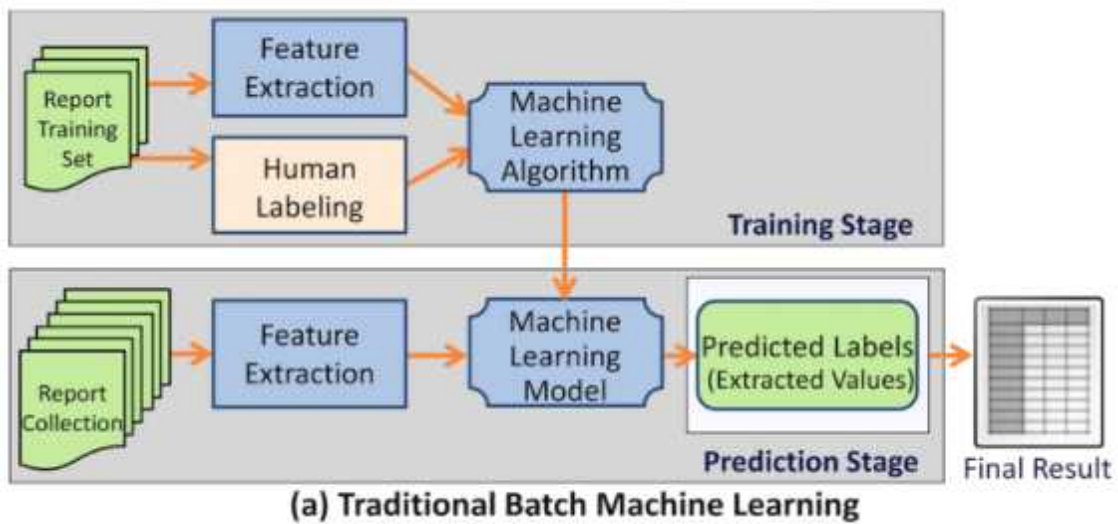 Report
Training
Set
Feature
Extraction
Human
Labeling
Machine
Learning
Algorithm
Training Stage
Report
Collection
Feature
Extraction
Machine
Learning
Model
Predicted Labels
(Extracted Values)
Prediction Stage
Final Result
(a) Traditional Batch Machine Learning